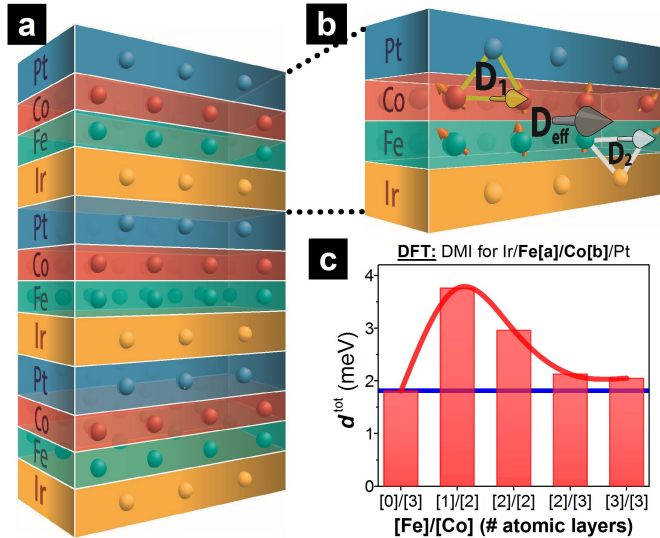 a
Pt
Co
Fe
Ir
Pt
Co
Fe
Ir
Pt
Co
Fe
Ir
b
Pt
Co
Fe
Ir
D1
Deff
D2
c
DFT: DMI for Ir/Fe[a]/Co[b]/Pt
d^tot (meV)
4
3
2
1
0
[0]/[3] [1]/[2] [2]/[2] [2]/[3] [3]/[3]
[Fe]/[Co] (# atomic layers)